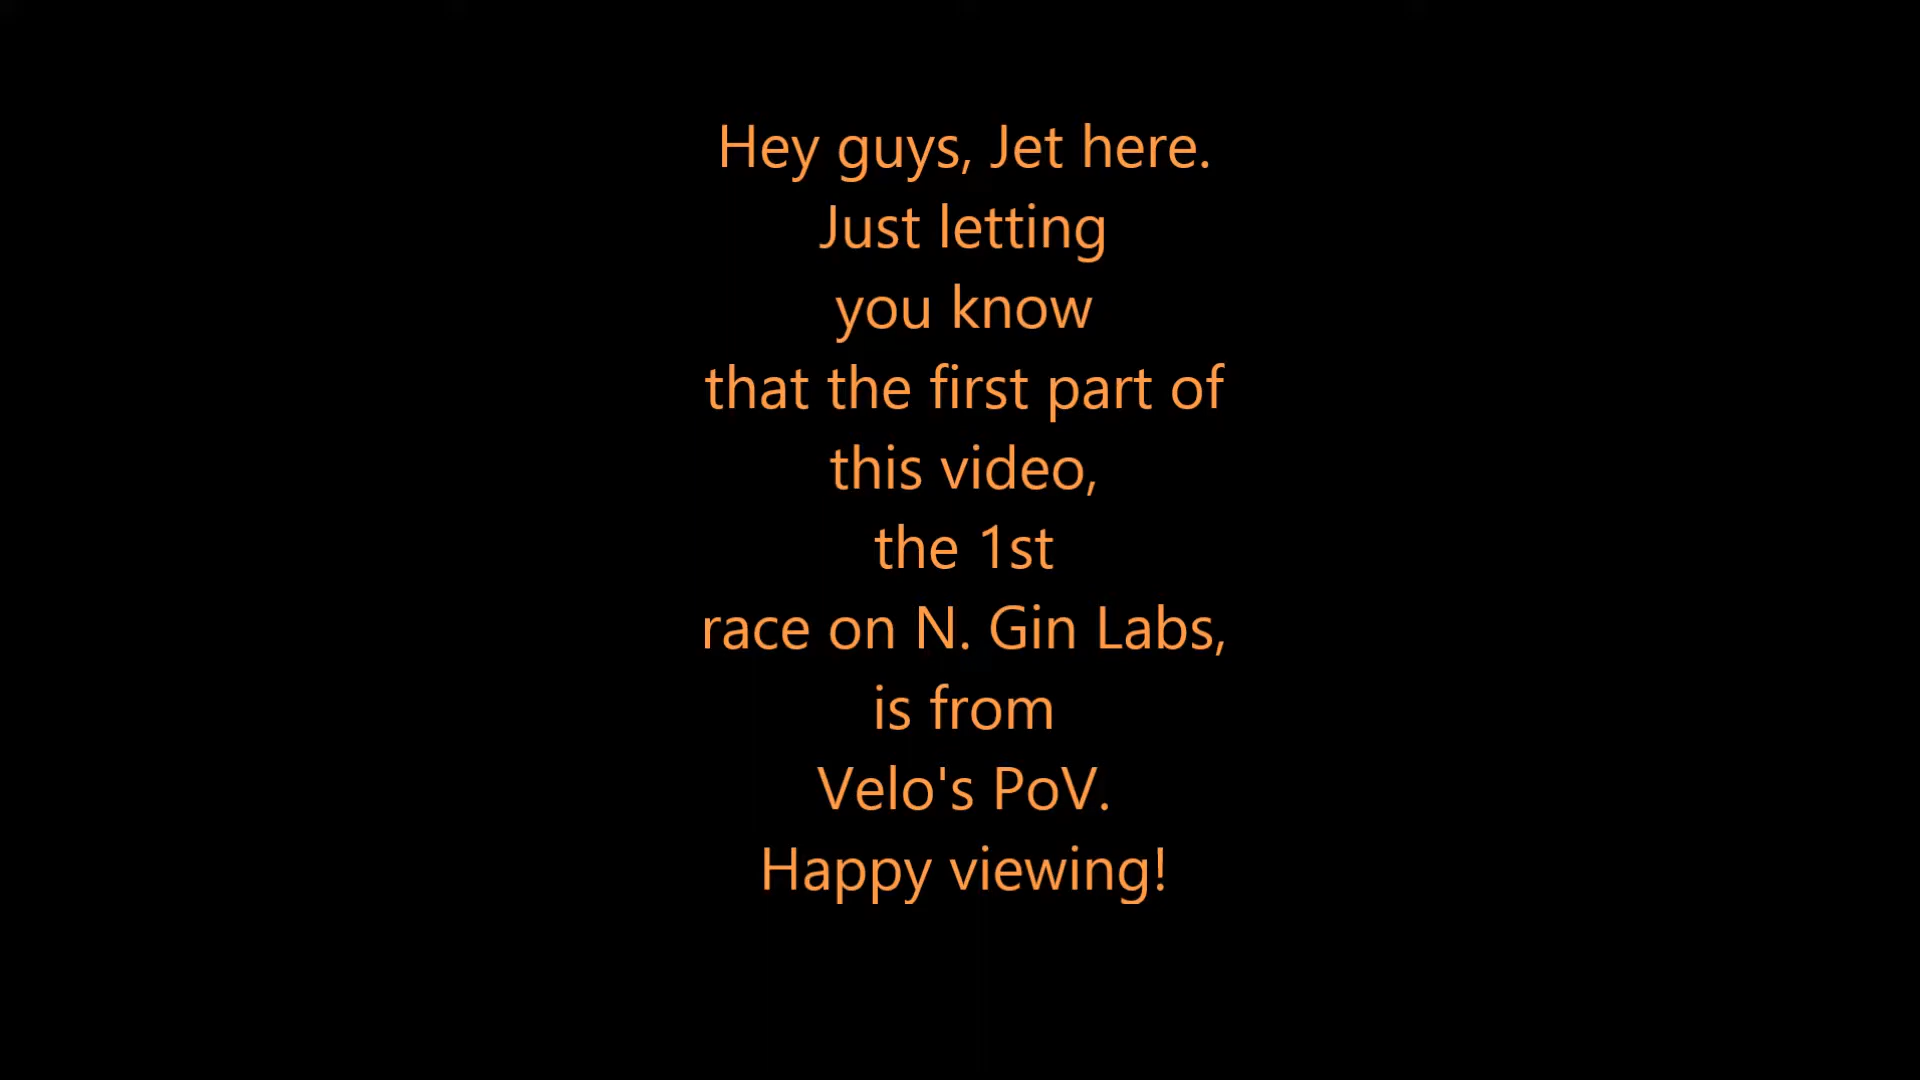 Hey guys, Jet here.
Just letting
you know
that the first part of
this video,
the 1st
race on N. Gin Labs,
is from
Velo's PoV.
Happy viewing!